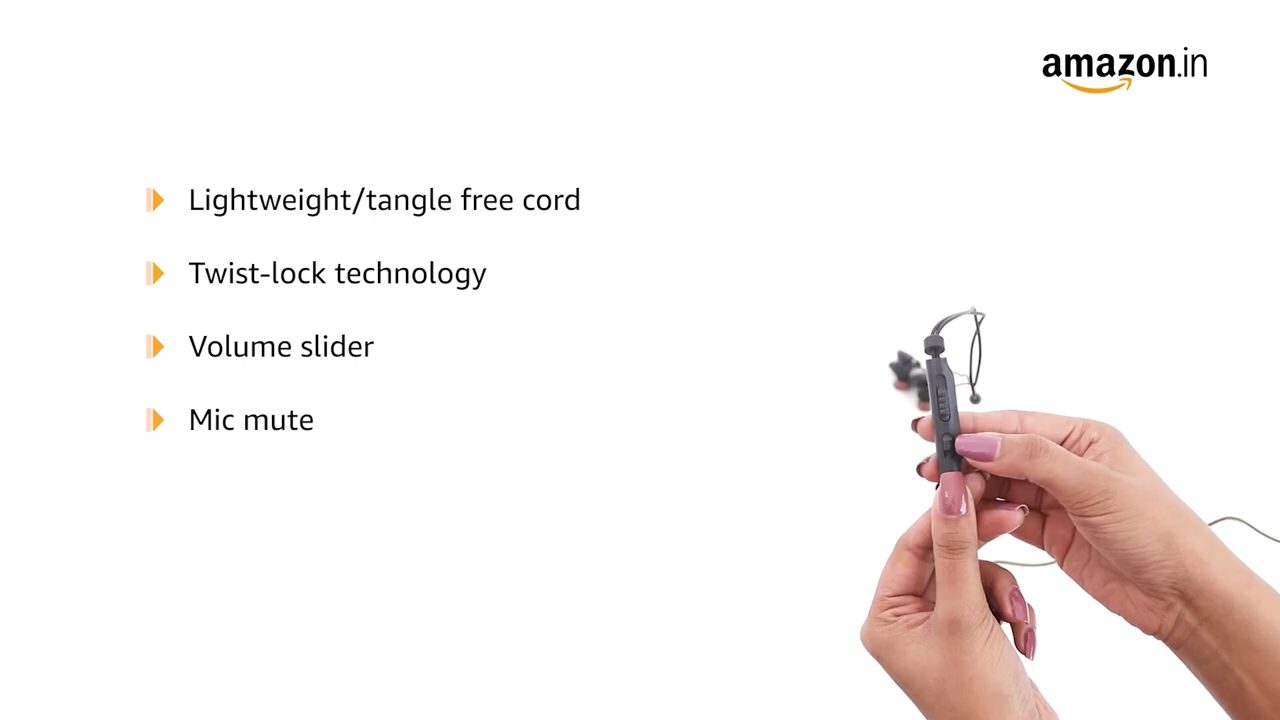 amazon.in
Lightweight/tangle free cord
Twist-lock technology
Volume slider
Mic mute